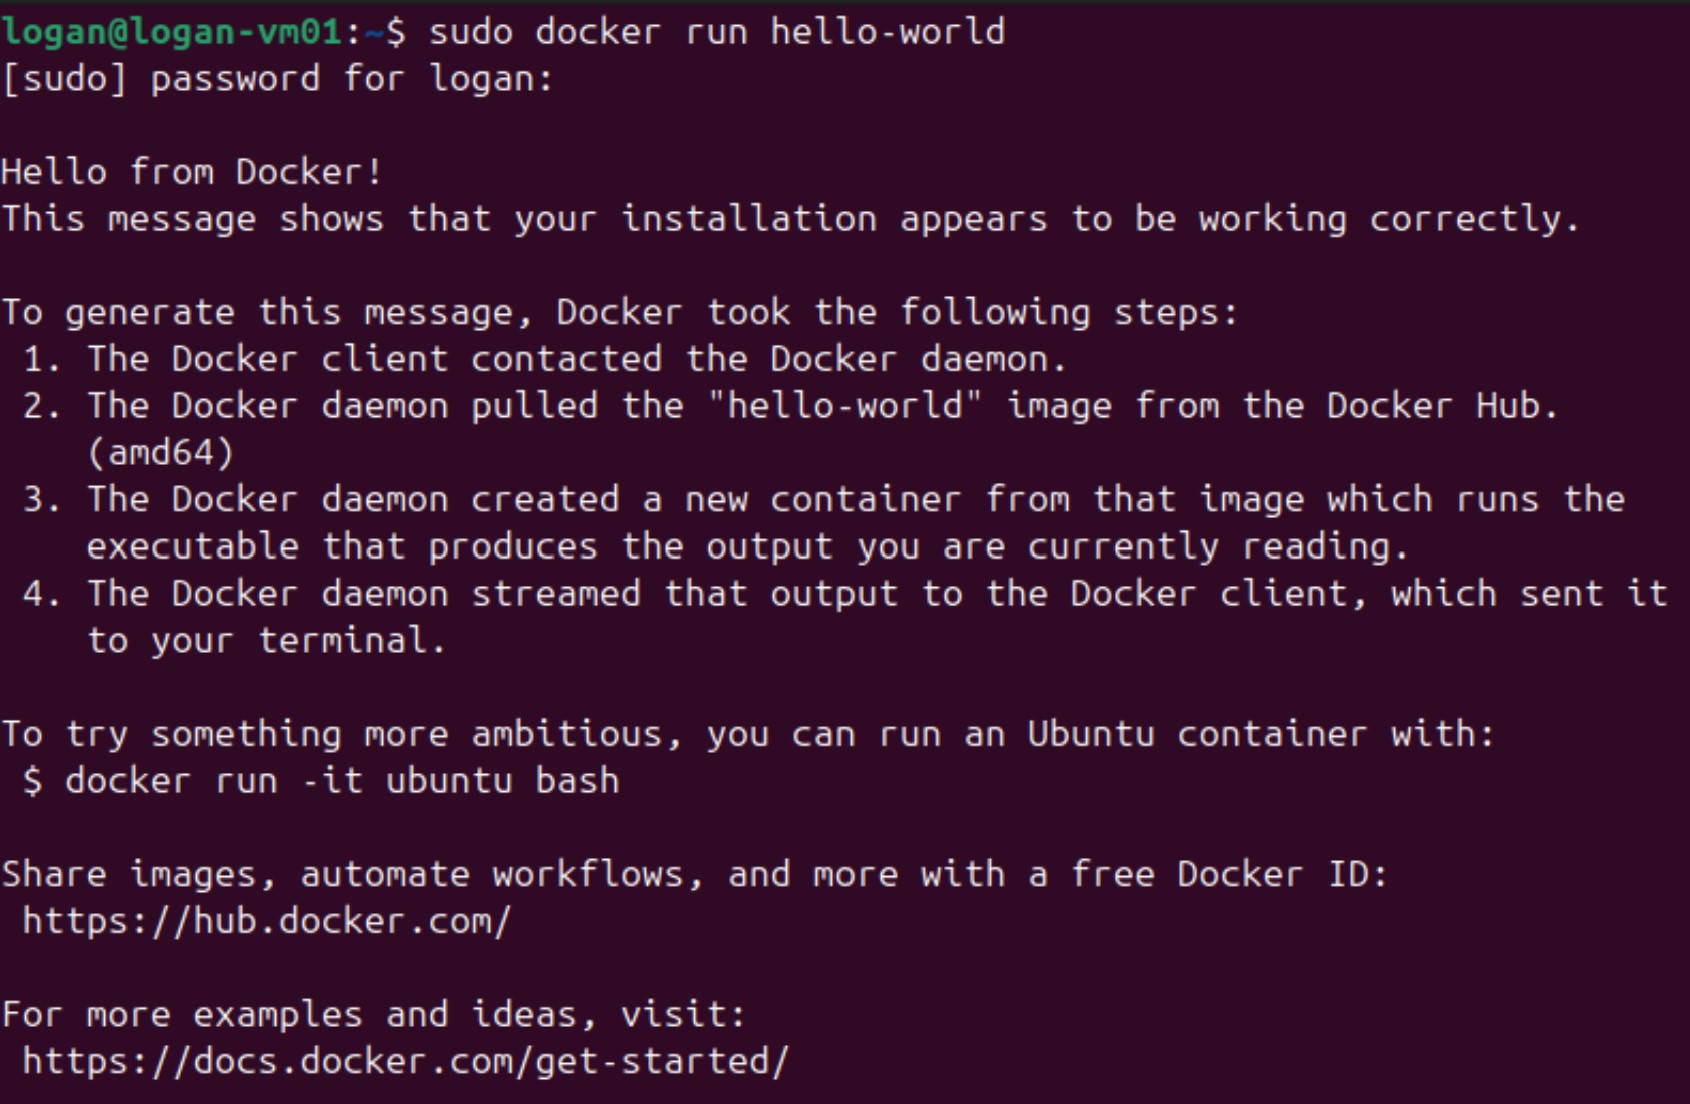 logan@logan-vm01:~$ sudo docker run hello-world
[sudo] password for logan:
Hello from Docker!
This message shows that your installation appears to be working correctly.
To generate this message, Docker took the following steps:
1. The Docker client contacted the Docker daemon.
2. The Docker daemon pulled the "hello-world" image from the Docker Hub.
(amd64)
3. The Docker daemon created a new container from that image which runs the
executable that produces the output you are currently reading.
4. The Docker daemon streamed that output to the Docker client, which sent it
to your terminal.
To try something more ambitious, you can run an Ubuntu container with:
$ docker run -it ubuntu bash
Share images, automate workflows, and more with a free Docker ID:
https://hub.docker.com/
For more examples and ideas, visit:
https://docs.docker.com/get-started/